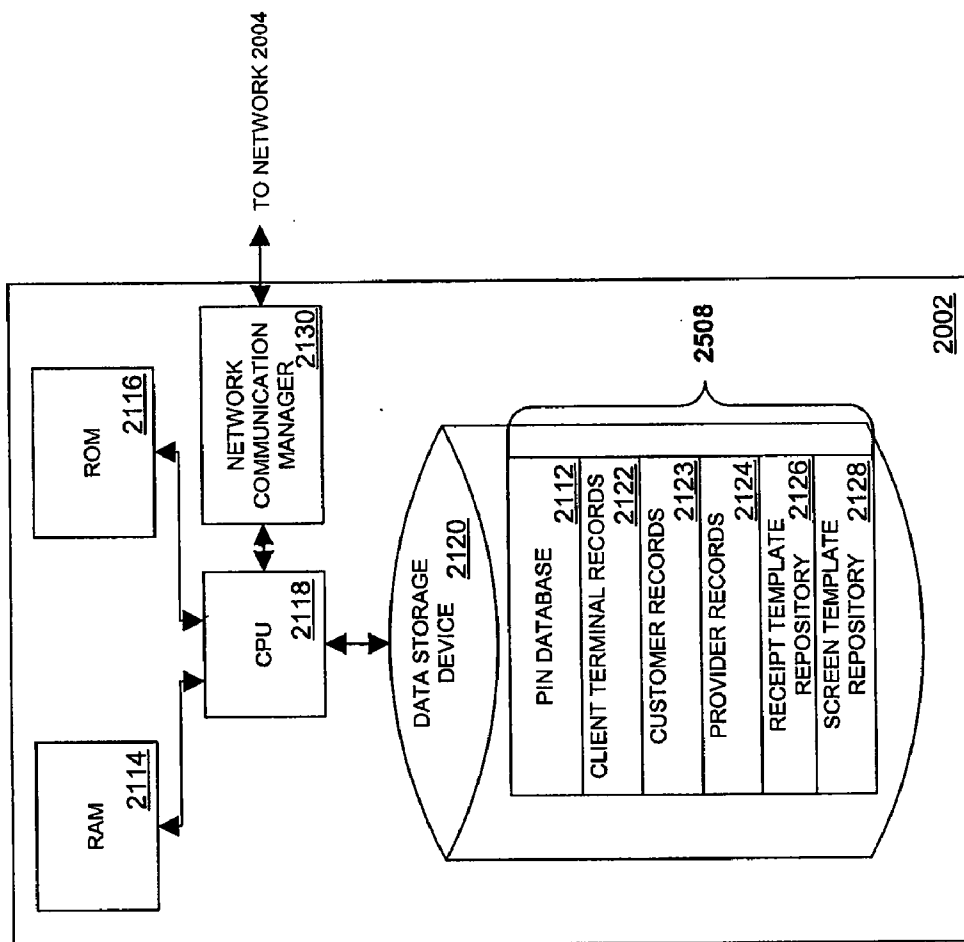 RAM
2114
ROM
2116
CPU
2118
NETWORK
COMMUNICATION
MANAGER
2130
TO NETWORK 2004
DATA STORAGE
DEVICE
2120
PIN DATABASE
2112
CLIENT TERMINAL RECORDS
2122
CUSTOMER RECORDS
2123
PROVIDER RECORDS
2124
RECEIPT TEMPLATE
REPOSITORY
2126
SCREEN TEMPLATE
REPOSITORY
2128
2508
2002